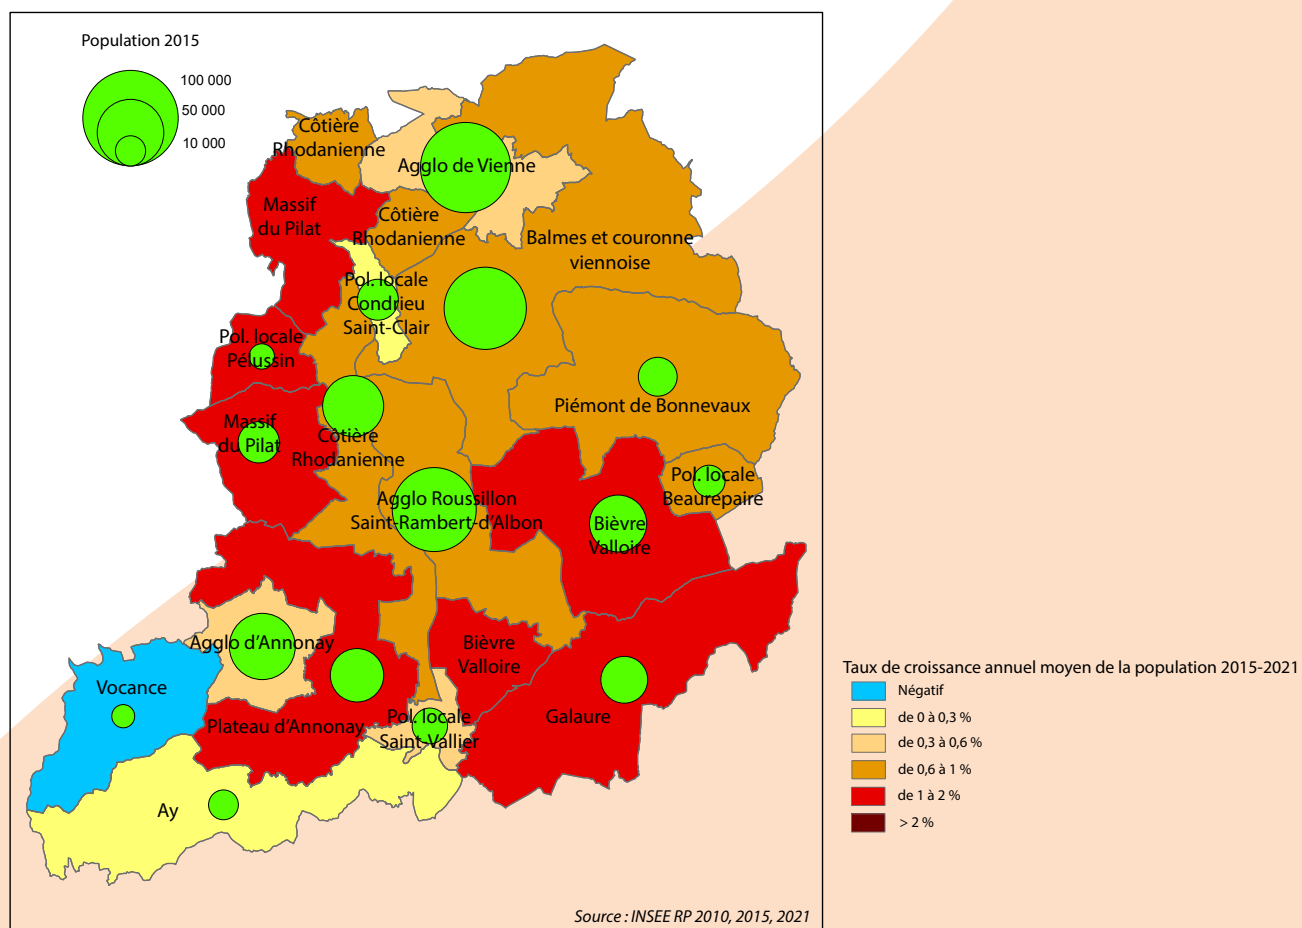 Population 2015
100 000
50 000
10 000
Côtière
Rhodanienne
Agglo de Vienne
Massif
du Pilat
Côtière
Rhodanienne
Balmes et couronne
viennoise
Pol. locale
Condrieu
Saint-Clair
Pol. locale
Pélussin
Piémont de Bonnevaux
Massif
du Pilat
Côtière
Rhodanienne
Pol. locale
Beaurepaire
Agglo Roussillon
Saint-Rambert-d'Albon
Bièvre
Valloire
Agglo d'Annonay
Bièvre
Valloire
Vocance
Plateau d'Annonay
Pol. locale
Saint-Vallier
Galaure
Ay
Taux de croissance annuel moyen de la population 2015-2021
Négatif
de 0 à 0,3 %
de 0,3 à 0,6 %
de 0,6 à 1 %
de 1 à 2 %
> 2 %
Source : INSEE RP 2010, 2015, 2021